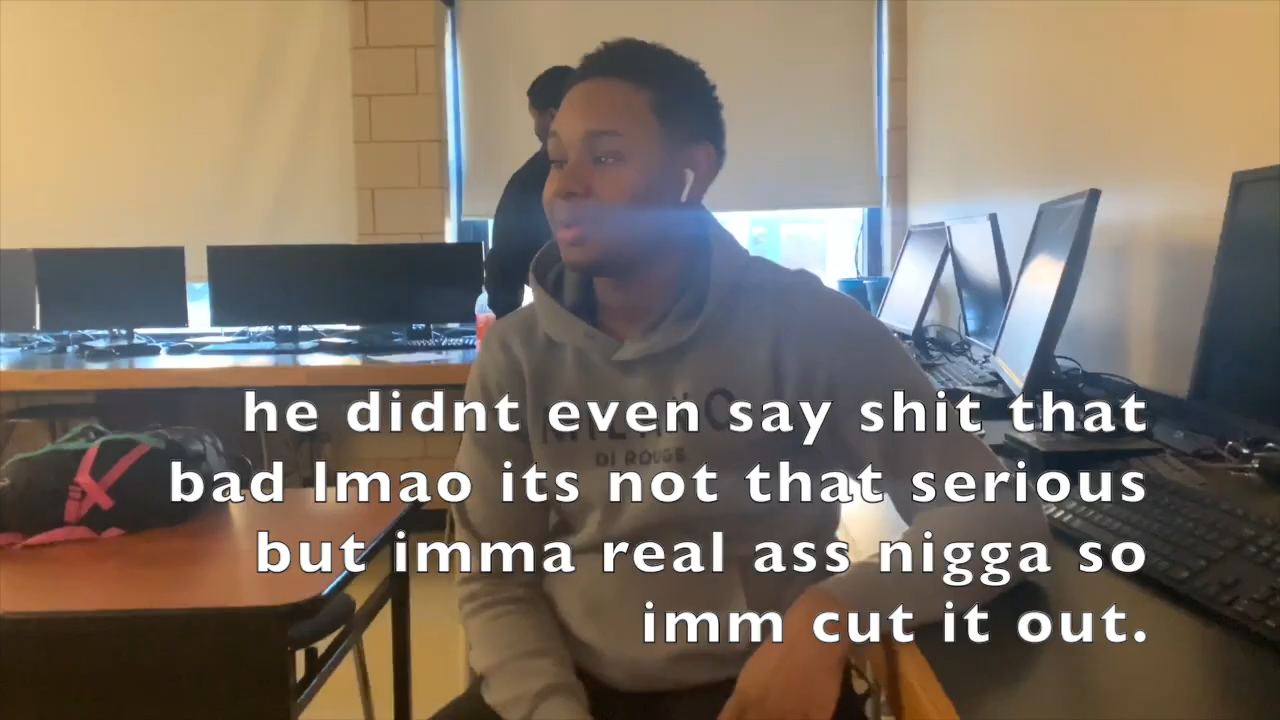 MILANO
DI ROUGE
he didnt even say shit that
bad lmao its not that serious
but imma real ass nigga so
imm cut it out.